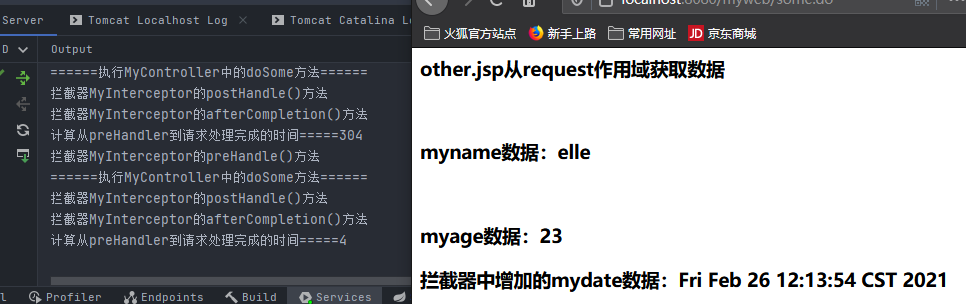 Server
Tomcat Localhost Log
Tomcat Catalina Lo
Output
======执行MyController中的doSome方法======
拦截器MyInterceptor的postHandle()方法
拦截器MyInterceptor的afterCompletion()方法
计算从preHandler到请求处理完成的时间=====304
拦截器MyInterceptor的preHandle()方法
======执行MyController中的doSome方法======
拦截器MyInterceptor的postHandle()方法
拦截器MyInterceptor的afterCompletion()方法
计算从preHandler到请求处理完成的时间=====4
Profiler
Endpoints
Build
Services
localhost:8080/myweb/some.do
火狐官方站点
新手上路
常用网址
JD 京东商城
other.jsp从request作用域获取数据
myname数据：elle
myage数据：23
拦截器中增加的mydate数据：Fri Feb 26 12:13:54 CST 2021